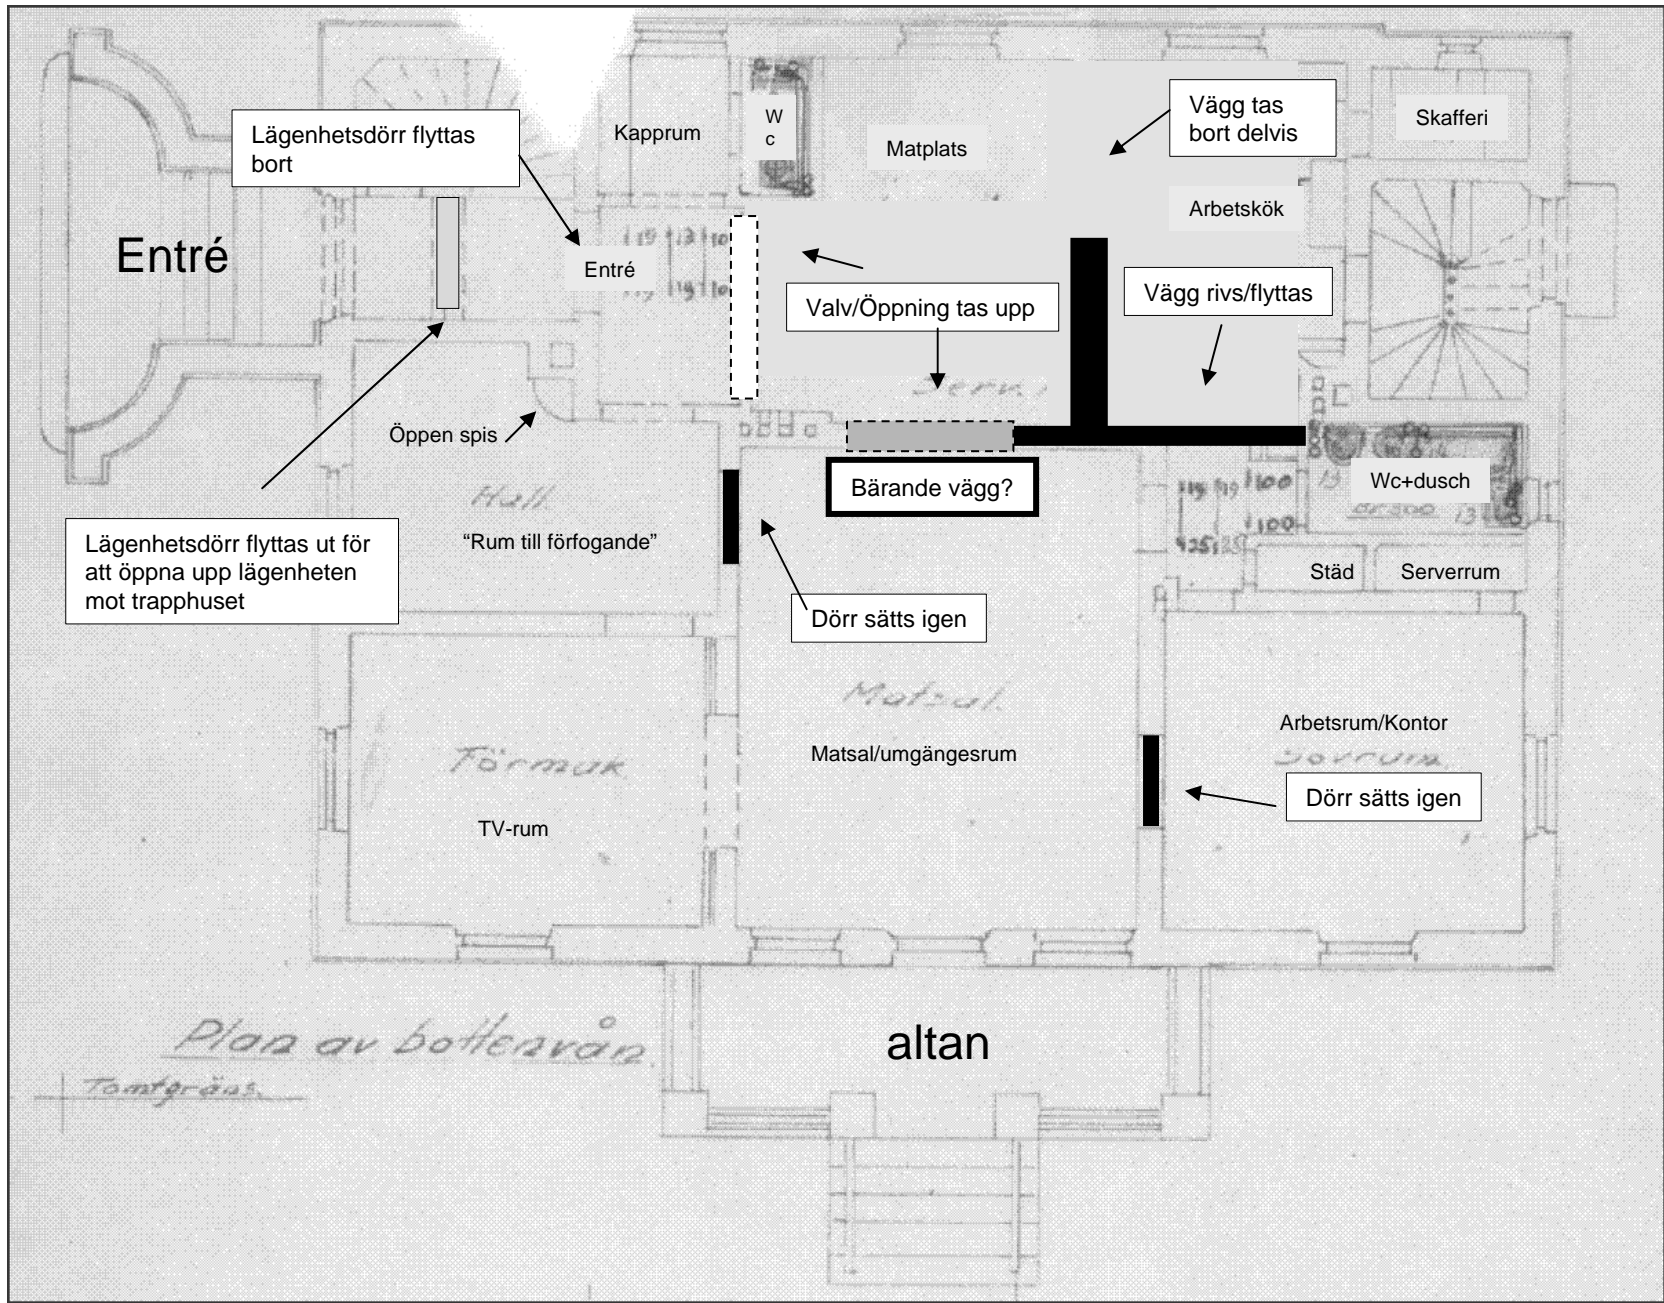 Lägenhetsdörr flyttas
bort
Kapprum
W
c
Matplats
Vägg tas
bort delvis
Skafferi
Arbetskök
Entré
Entré
Valv/Öppning tas upp
Vägg rivs/flyttas
Serv.
Öppen spis
Bärande vägg?
Wc+dusch
Hall.
“Rum till förfogande”
Lägenhetsdörr flyttas ut för
att öppna upp lägenheten
mot trapphuset
Städ
Serverrum
Dörr sätts igen
Matsal.
Matsal/umgängesrum
Arbetsrum/Kontor
Sovrum.
Förmak
Dörr sätts igen
TV-rum
Plan av bottenvån.
altan
Tomtgräns.